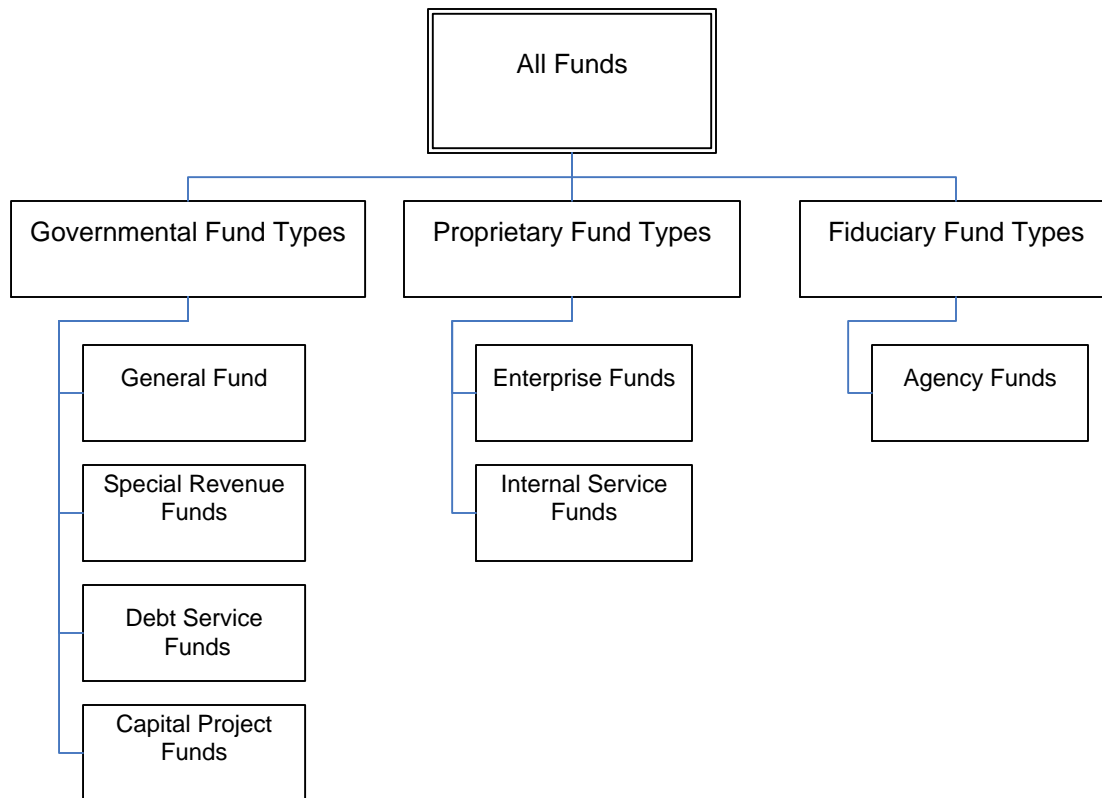 All Funds
Governmental Fund Types
Proprietary Fund Types
Fiduciary Fund Types
General Fund
Special Revenue
Funds
Debt Service
Funds
Capital Project
Funds
Enterprise Funds
Internal Service
Funds
Agency Funds